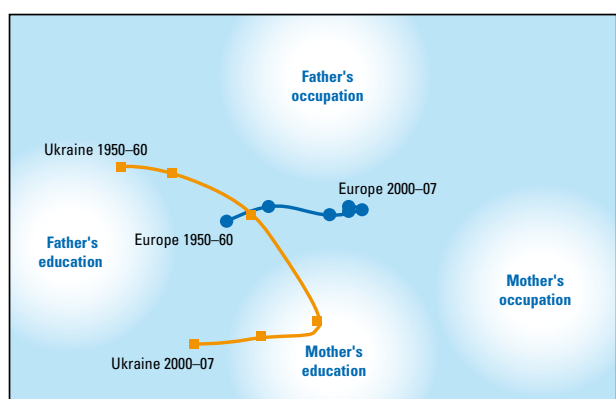 Father's
occupation
Ukraine 1950–60
Europe 2000–07
Father's
education
Europe 1950–60
Mother's
occupation
Mother's
education
Ukraine 2000–07